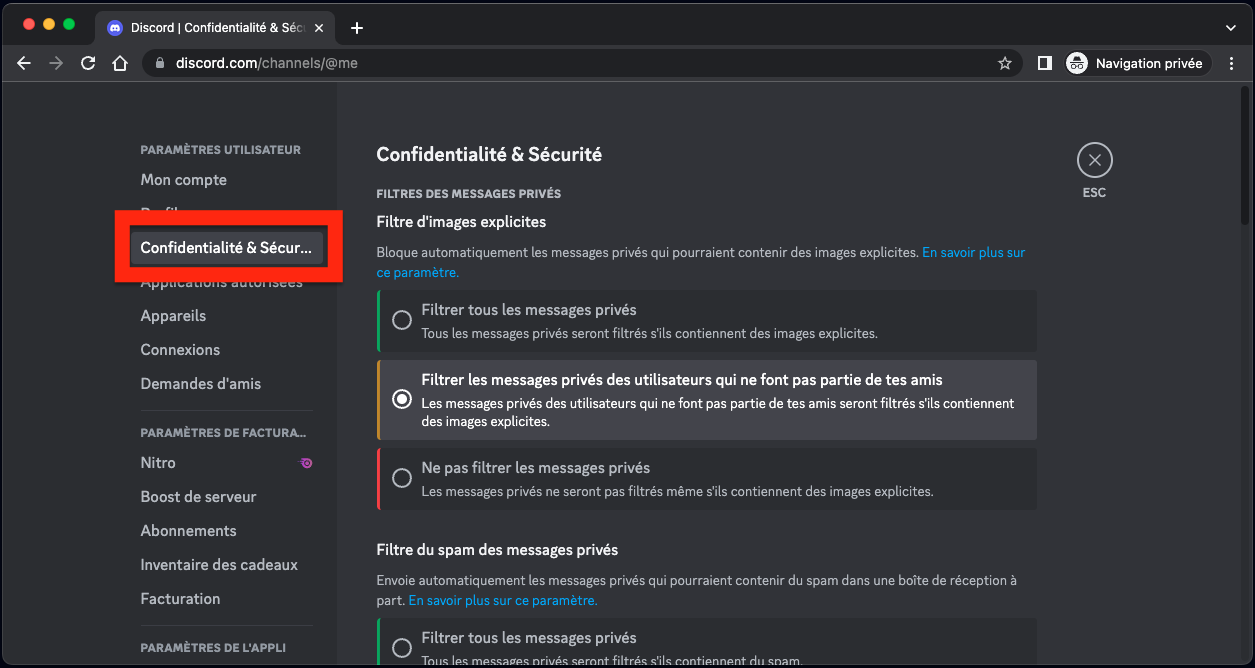 Discord | Confidentialité & Séc
discord.com/channels/@me
Navigation privée
PARAMÈTRES UTILISATEUR
Mon compte
Confidentialité & Sécur...
Applications autorisées
Appareils
Connexions
Demandes d'amis
PARAMÈTRES DE FACTURA...
Nitro
Boost de serveur
Abonnements
Inventaire des cadeaux
Facturation
PARAMÈTRES DE L'APPLI
Confidentialité & Sécurité
ESC
FILTRES DES MESSAGES PRIVÉS
Filtre d'images explicites
Bloque automatiquement les messages privés qui pourraient contenir des images explicites. En savoir plus sur
ce paramètre.
Filtrer tous les messages privés
Tous les messages privés seront filtrés s'ils contiennent des images explicites.
Filtrer les messages privés des utilisateurs qui ne font pas partie de tes amis
Les messages privés des utilisateurs qui ne font pas partie de tes amis seront filtrés s'ils contiennent
des images explicites.
Ne pas filtrer les messages privés
Les messages privés ne seront pas filtrés même s'ils contiennent des images explicites.
Filtre du spam des messages privés
Envoie automatiquement les messages privés qui pourraient contenir du spam dans une boîte de réception à
part. En savoir plus sur ce paramètre.
Filtrer tous les messages privés
Tous les messages privés seront filtrés s'ils contiennent du spam.